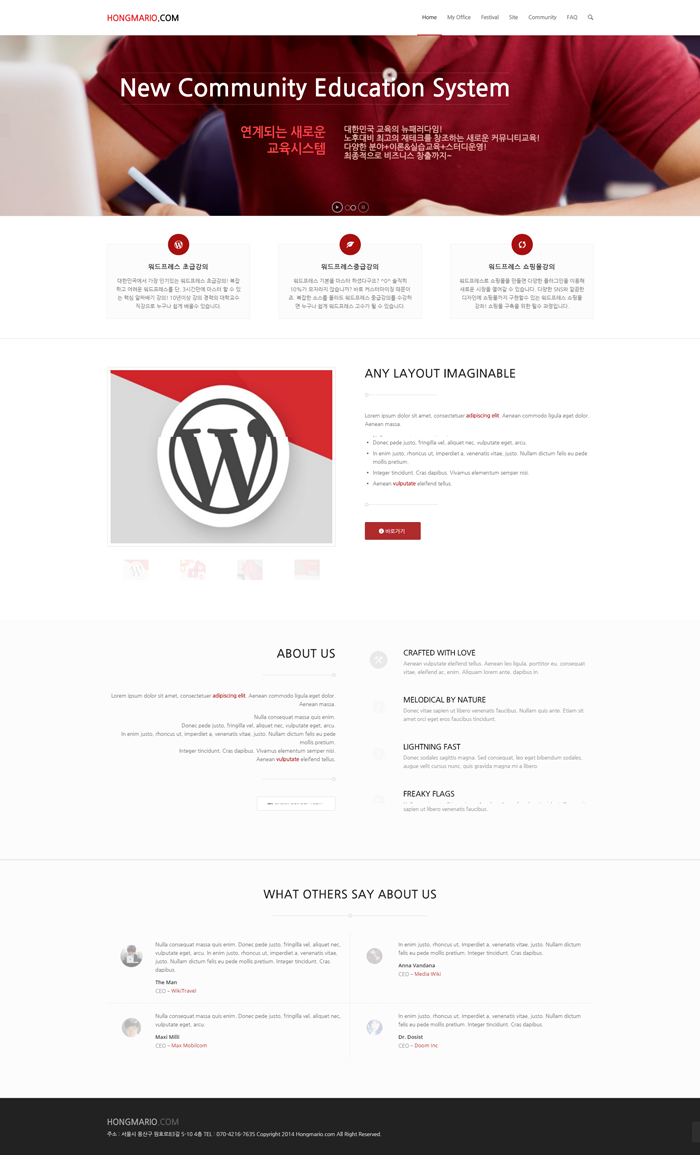 HONGMARIO.COM
Home My Office Festival Site Community FAQ
New Community Education System
연계되는 새로운
교육시스템
대한민국 교육의 뉴패러다임!
노후대비 최고의 재테크를 창조하는 새로운 커뮤니티교육!
다양한 분야+이론&실습교육+스터디운영!
최종적으로 비즈니스 창출까지~
워드프레스 초급강의
대한민국에서 가장 인기있는 워드프레스 초급강의! 복잡
하고 어려운 워드프레스를 단, 3시간만에 마스터 할 수 있
는 핵심 알짜배기 강의! 10년이상 강의 경력의 대학교수
직강으로 누구나 쉽게 배울수 있습니다.
워드프레스중급강의
워드프레스 기본을 마스터 하셨다구요? ^0^ 솔직히
10%가 모자라지 않습니까? 바로 커스터마이징 때문이
죠. 복잡한 소스를 몰라도 워드프레스 중급강의를 수강하
면 누구나 쉽게 워드프레스 고수가 될 수 있습니다.
워드프레스 쇼핑몰강의
워드프레스로 쇼핑몰을 만들면 다양한 플러그인을 이용해
새로운 시장을 열어갈 수 있습니다. 다양한 SNS와 깔끔한
디자인에 쇼핑몰까지 구현할수 있는 워드프레스 쇼핑몰
강좌! 쇼핑몰 구축을 위한 필수 과정입니다.
ANY LAYOUT IMAGINABLE
Lorem ipsum dolor sit amet, consectetuer adipiscing elit. Aenean commodo ligula eget dolor.
Aenean massa.
Donec pede justo, fringilla vel, aliquet nec, vulputate eget, arcu.
In enim justo, rhoncus ut, imperdiet a, venenatis vitae, justo. Nullam dictum felis eu pede
mollis pretium.
Integer tincidunt. Cras dapibus. Vivamus elementum semper nisi.
Aenean vulputate eleifend tellus.
바로가기
ABOUT US
Lorem ipsum dolor sit amet, consectetuer adipiscing elit. Aenean commodo ligula eget dolor.
Aenean massa.
Nulla consequat massa quis enim.
Donec pede justo, fringilla vel, aliquet nec, vulputate eget, arcu.
In enim justo, rhoncus ut, imperdiet a, venenatis vitae, justo. Nullam dictum felis eu pede
mollis pretium.
Integer tincidunt. Cras dapibus. Vivamus elementum semper nisi.
Aenean vulputate eleifend tellus.
CRAFTED WITH LOVE
Aenean vulputate eleifend tellus. Aenean leo ligula, porttitor eu, consequat
vitae, eleifend ac, enim. Aliquam lorem ante, dapibus in.
MELODICAL BY NATURE
Donec vitae sapien ut libero venenatis faucibus. Nullam quis ante. Etiam sit
amet orci eget eros faucibus tincidunt.
LIGHTNING FAST
Donec sodales sagittis magna. Sed consequat, leo eget bibendum sodales,
augue velit cursus nunc, quis gravida magna mi a libero.
FREAKY FLAGS
sapien ut libero venenatis faucibus.
WHAT OTHERS SAY ABOUT US
Nulla consequat massa quis enim. Donec pede justo, fringilla vel, aliquet nec,
vulputate eget, arcu. In enim justo, rhoncus ut, imperdiet a, venenatis vitae,
justo. Nullam dictum felis eu pede mollis pretium. Integer tincidunt. Cras
dapibus.
The Man
CEO – WikiTravel
In enim justo, rhoncus ut, imperdiet a, venenatis vitae, justo. Nullam dictum
felis eu pede mollis pretium. Integer tincidunt. Cras dapibus.
Anna Vandana
CEO – Media Wiki
Nulla consequat massa quis enim. Donec pede justo, fringilla vel, aliquet nec,
vulputate eget, arcu.
Maxi Milli
CEO – Max Mobilcom
In enim justo, rhoncus ut, imperdiet a, venenatis vitae, justo. Nullam dictum
felis eu pede mollis pretium. Integer tincidunt. Cras dapibus.
Dr. Dosist
CEO – Doom Inc
HONGMARIO.COM
주소 : 서울시 용산구 원효로83길 5-10 4층 TEL : 070-4216-7635 Copyright 2014 Hongmario.com All Right Reserved.